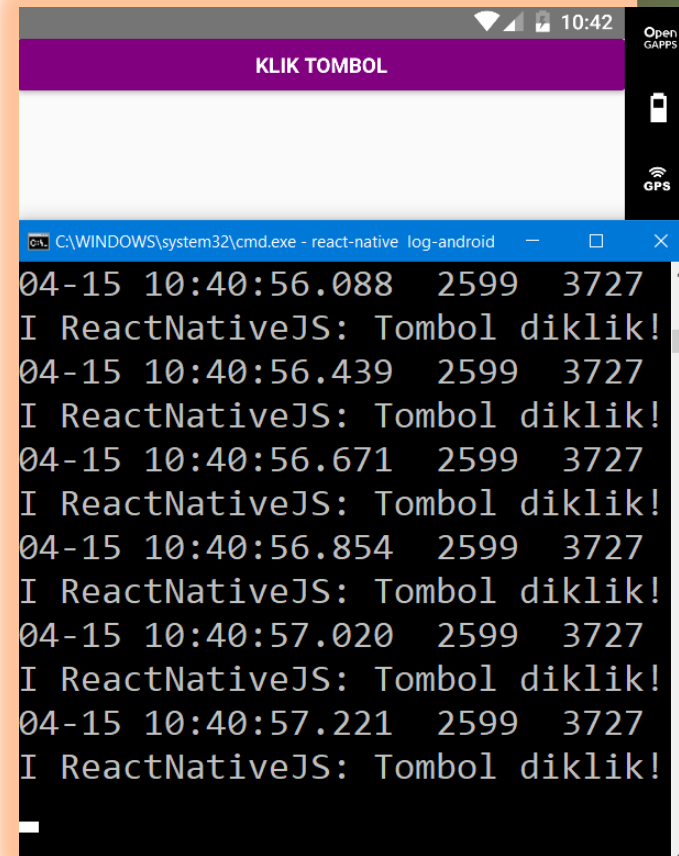 10:42
Open
GAPPS
KLIK TOMBOL
GPS
C:\WINDOWS\system32\cmd.exe - react-native log-android
04-15 10:40:56.088 2599 3727
I ReactNativeJS: Tombol diklik!
04-15 10:40:56.439 2599 3727
I ReactNativeJS: Tombol diklik!
04-15 10:40:56.671 2599 3727
I ReactNativeJS: Tombol diklik!
04-15 10:40:56.854 2599 3727
I ReactNativeJS: Tombol diklik!
04-15 10:40:57.020 2599 3727
I ReactNativeJS: Tombol diklik!
04-15 10:40:57.221 2599 3727
I ReactNativeJS: Tombol diklik!